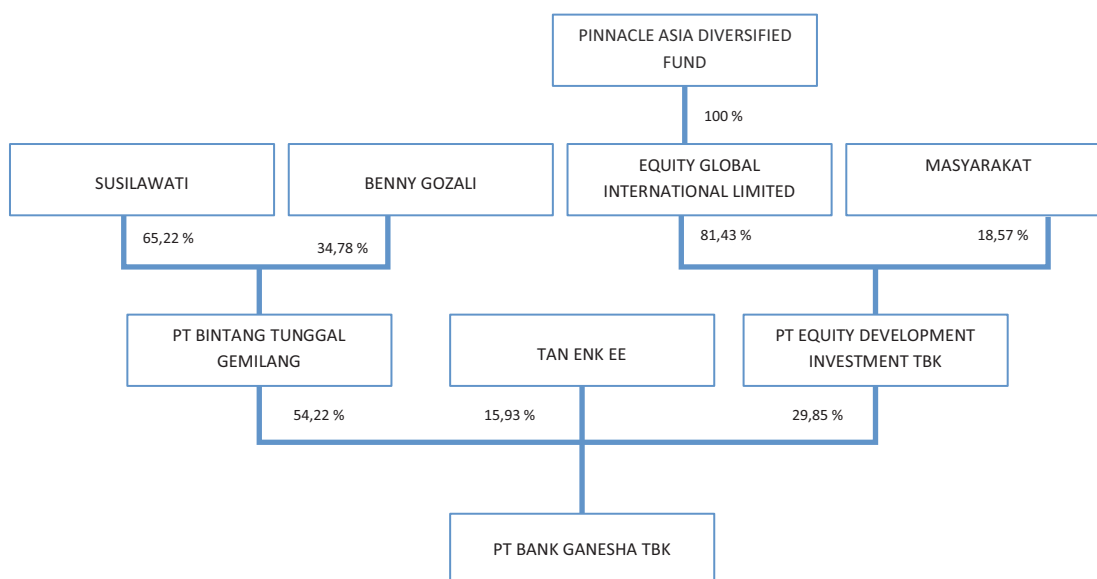 PINNACLE ASIA DIVERSIFIED
FUND
100 %
SUSILAWATI
BENNY GOZALI
EQUITY GLOBAL
INTERNATIONAL LIMITED
MASYARAKAT
65,22 %
34,78 %
81,43 %
18,57 %
PT BINTANG TUNGGAL
GEMILANG
TAN ENK EE
PT EQUITY DEVELOPMENT
INVESTMENT TBK
54,22 %
15,93 %
29,85 %
PT BANK GANESHA TBK